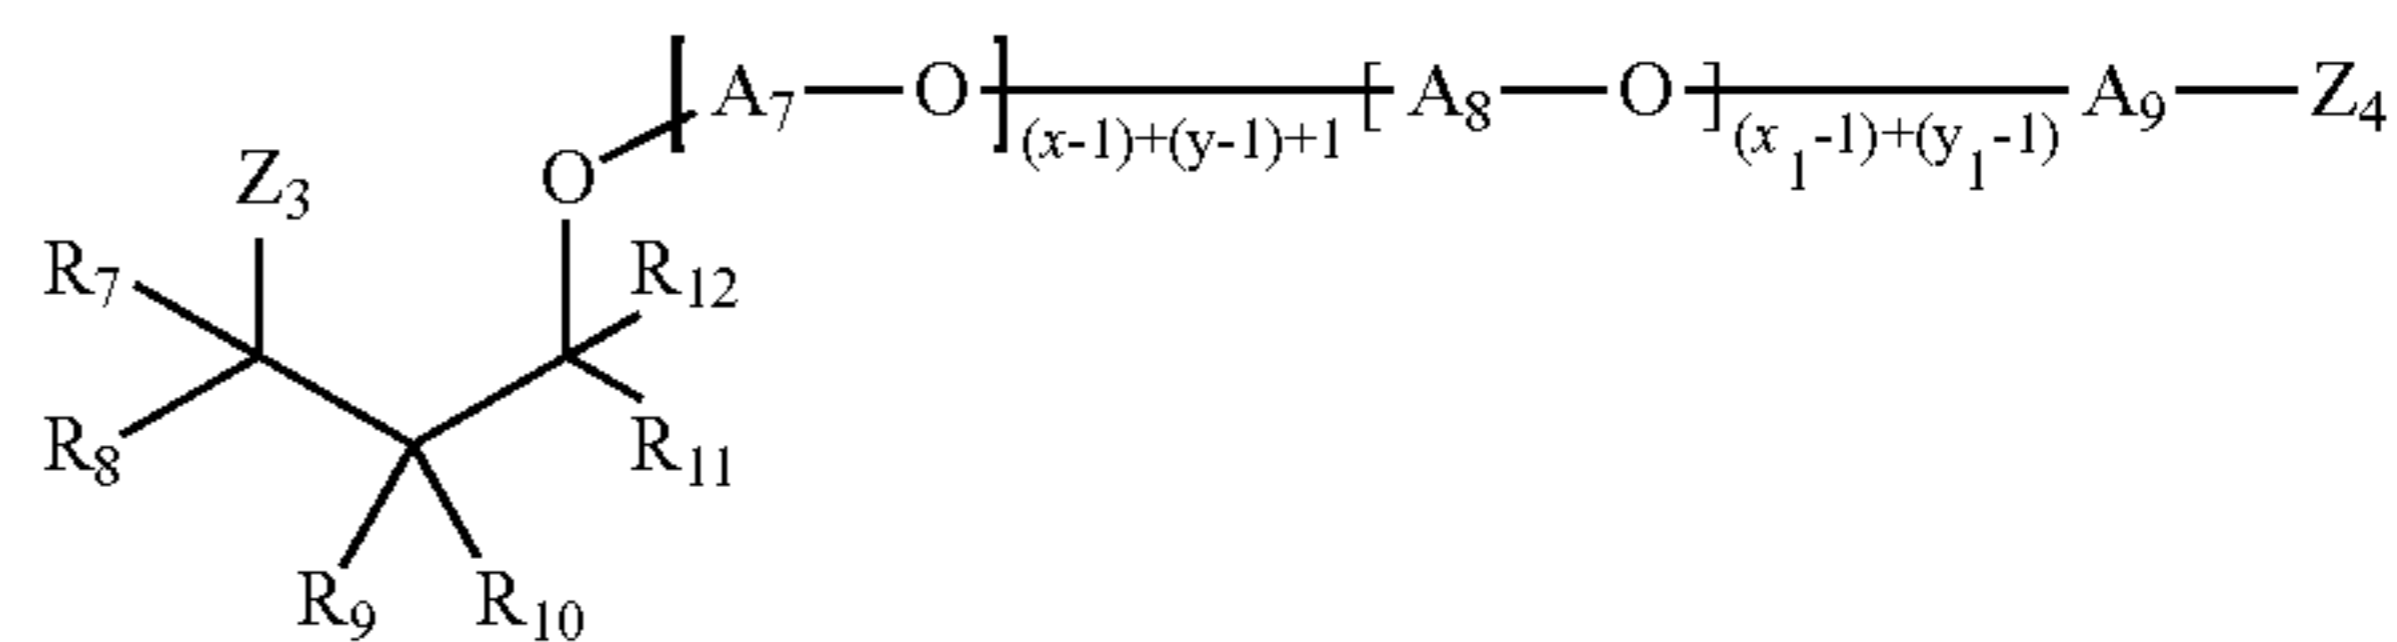 [A₇—O](x-1)+(y-1)+1[A₈—O](x₁-1)+(y₁-1)A₉—Z₄
Z₃ O
R₇ R₁₂
R₈ R₁₁
R₉ R₁₀